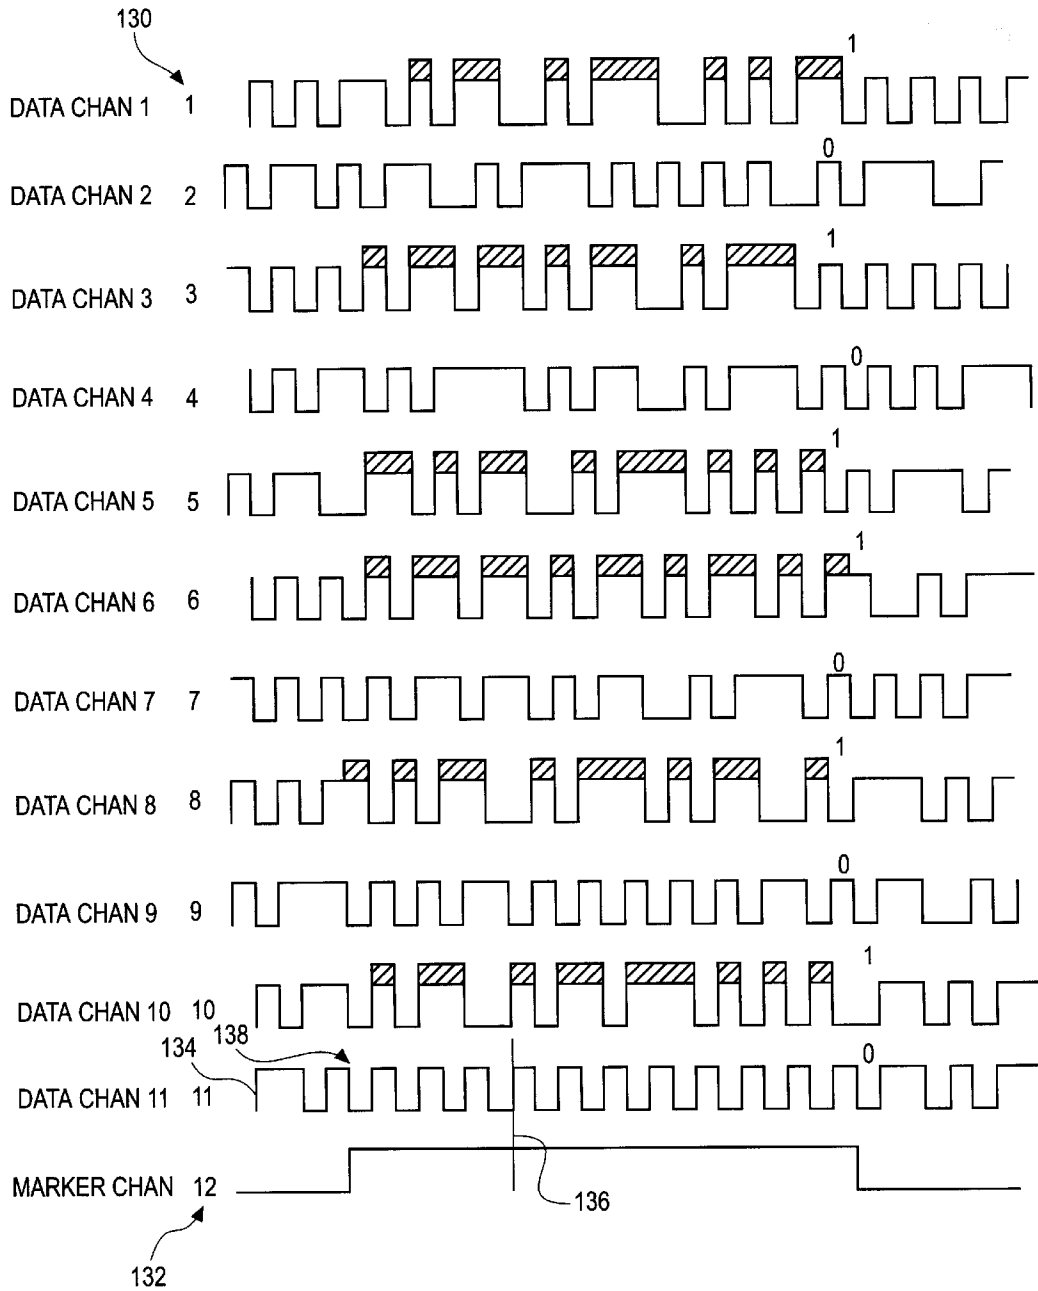 130
1
DATA CHAN 1 1
0
DATA CHAN 2 2
1
DATA CHAN 3 3
0
DATA CHAN 4 4
1
DATA CHAN 5 5
1
DATA CHAN 6 6
0
DATA CHAN 7 7
1
DATA CHAN 8 8
0
DATA CHAN 9 9
1
DATA CHAN 10 10
138
134
0
DATA CHAN 11 11
MARKER CHAN 12
136
132